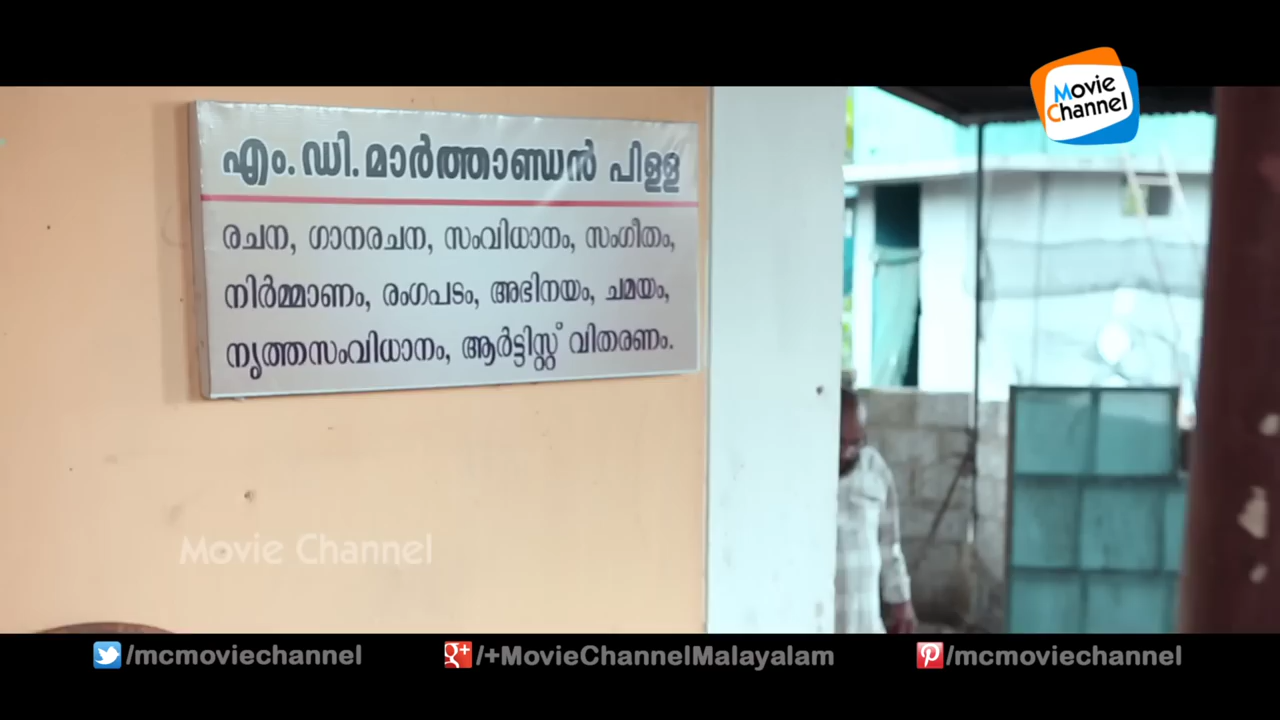 Movie
Channel
എം.ഡി.മാർത്താണ്ഡൻ പിളള
രചന, ഗാനരചന, സംവിധാനം, സംഗീതം,
നിർമ്മാണം, രംഗപടം, അഭിനയം, ചമയം,
നൃത്തസംവിധാനം, ആർട്ടിസ്റ്റ് വിതരണം.
Movie Channel
/mcmoviechannel /+MovieChannelMalayalam /mcmoviechannel